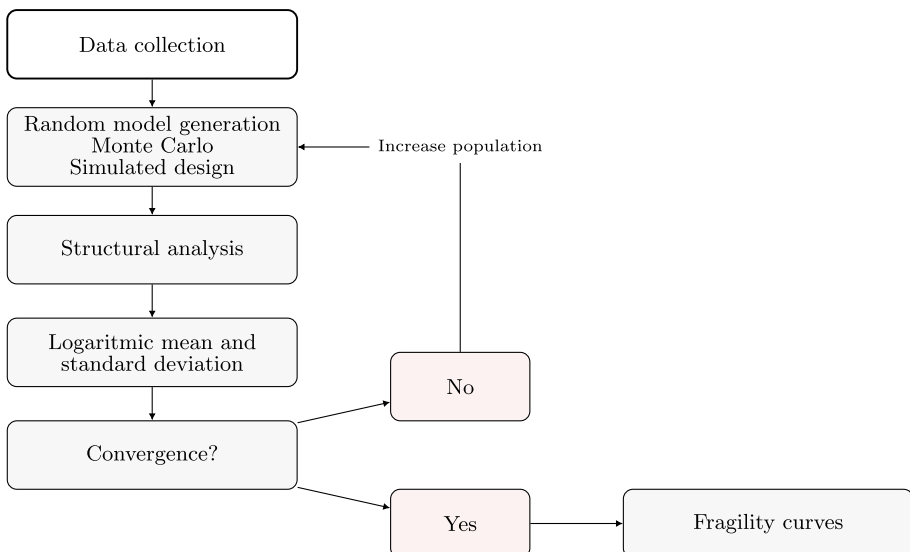 Data collection
Random model generation
Monte Carlo
Simulated design
Increase population
Structural analysis
Logaritmic mean and
standard deviation
No
Convergence?
Yes
Fragility curves